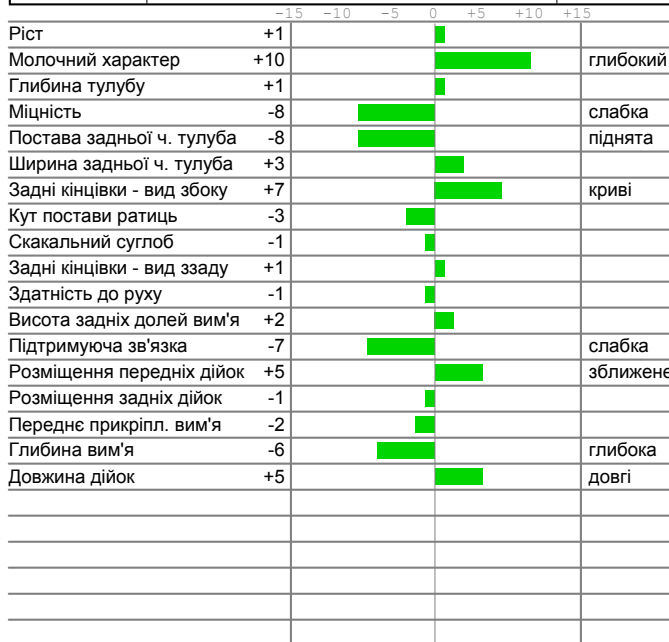 -15 -10 -5 0 +5 +10 +15
Ріст +1
Молочний характер +10 глибокий
Глибина тулубу +1
Міцність -8 слабка
Постава задньої ч. тулуба -8 піднята
Ширина задньої ч. тулуба +3
Задні кінцівки - вид збоку +7 криві
Кут постави ратиць -3
Скакальний суглоб -1
Задні кінцівки - вид ззаду +1
Здатність до руху -1
Висота задніх долей вим'я +2
Підтримуюча зв'язка -7 слабка
Розміщення передніх дійок +5 зближене
Розміщення задніх дійок -1
Переднє прикріпл. вим'я -2
Глибина вим'я -6 глибока
Довжина дійок +5 довгі